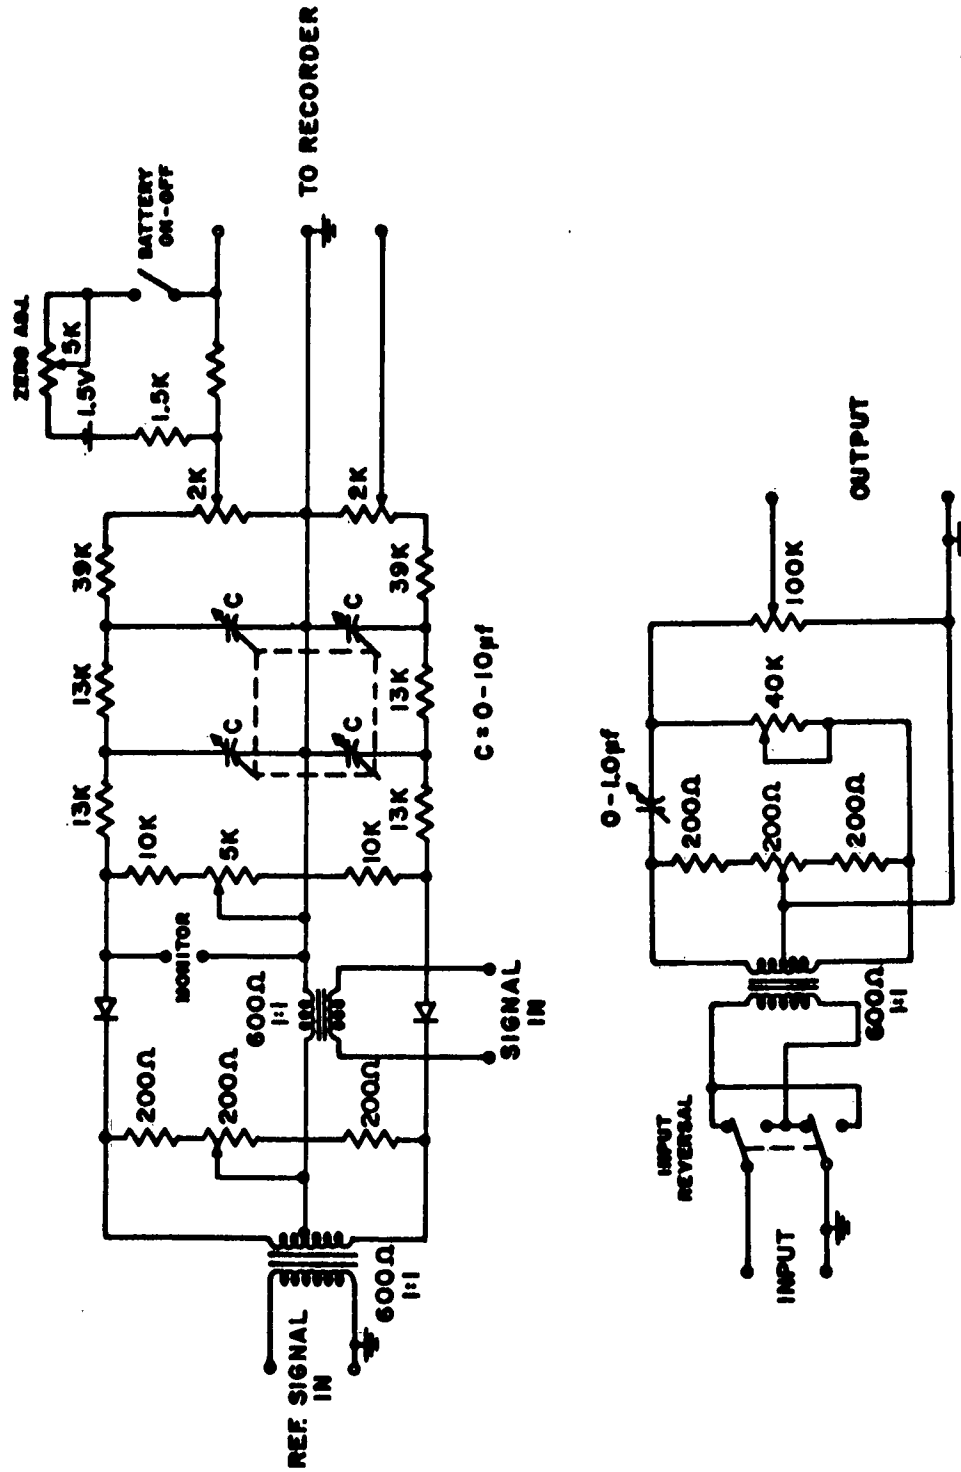 REF. SIGNAL
IN
600Ω
1:1
200Ω
200Ω
200Ω
600Ω
1:1
SIGNAL
IN
MONITOR
10K
5K
10K
13K
13K
13K
13K
C
C
C
C
C = 0-10μf
39K
39K
2K
2K
1.5K
1.5V
5K
ZERO ADJ.
BATTERY
ON-OFF
TO RECORDER
INPUT
INPUT
REVERSAL
600Ω
1:1
200Ω
200Ω
200Ω
0-1.0μf
40K
100K
OUTPUT